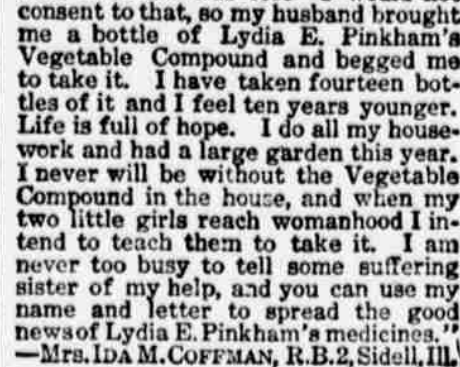 consent to that, so my husband brought
me a bottle of Lydia E. Pinkham's
Vegetable Compound and begged me
to take it. I have taken fourteen bot-
tles of it and I feel ten years younger.
Life is full of hope. I do all my house-
work and had a large garden this year.
I never will be without the Vegetable
Compound in the house, and when my
two little girls reach womanhood I in-
tend to teach them to take it. I am
never too busy to tell some suffering
sister of my help, and you can use my
name and letter to spread the good
news of Lydia E. Pinkham's medicines."
—Mrs. IDA M. COFFMAN, R.B. 2, Sidell, Ill.